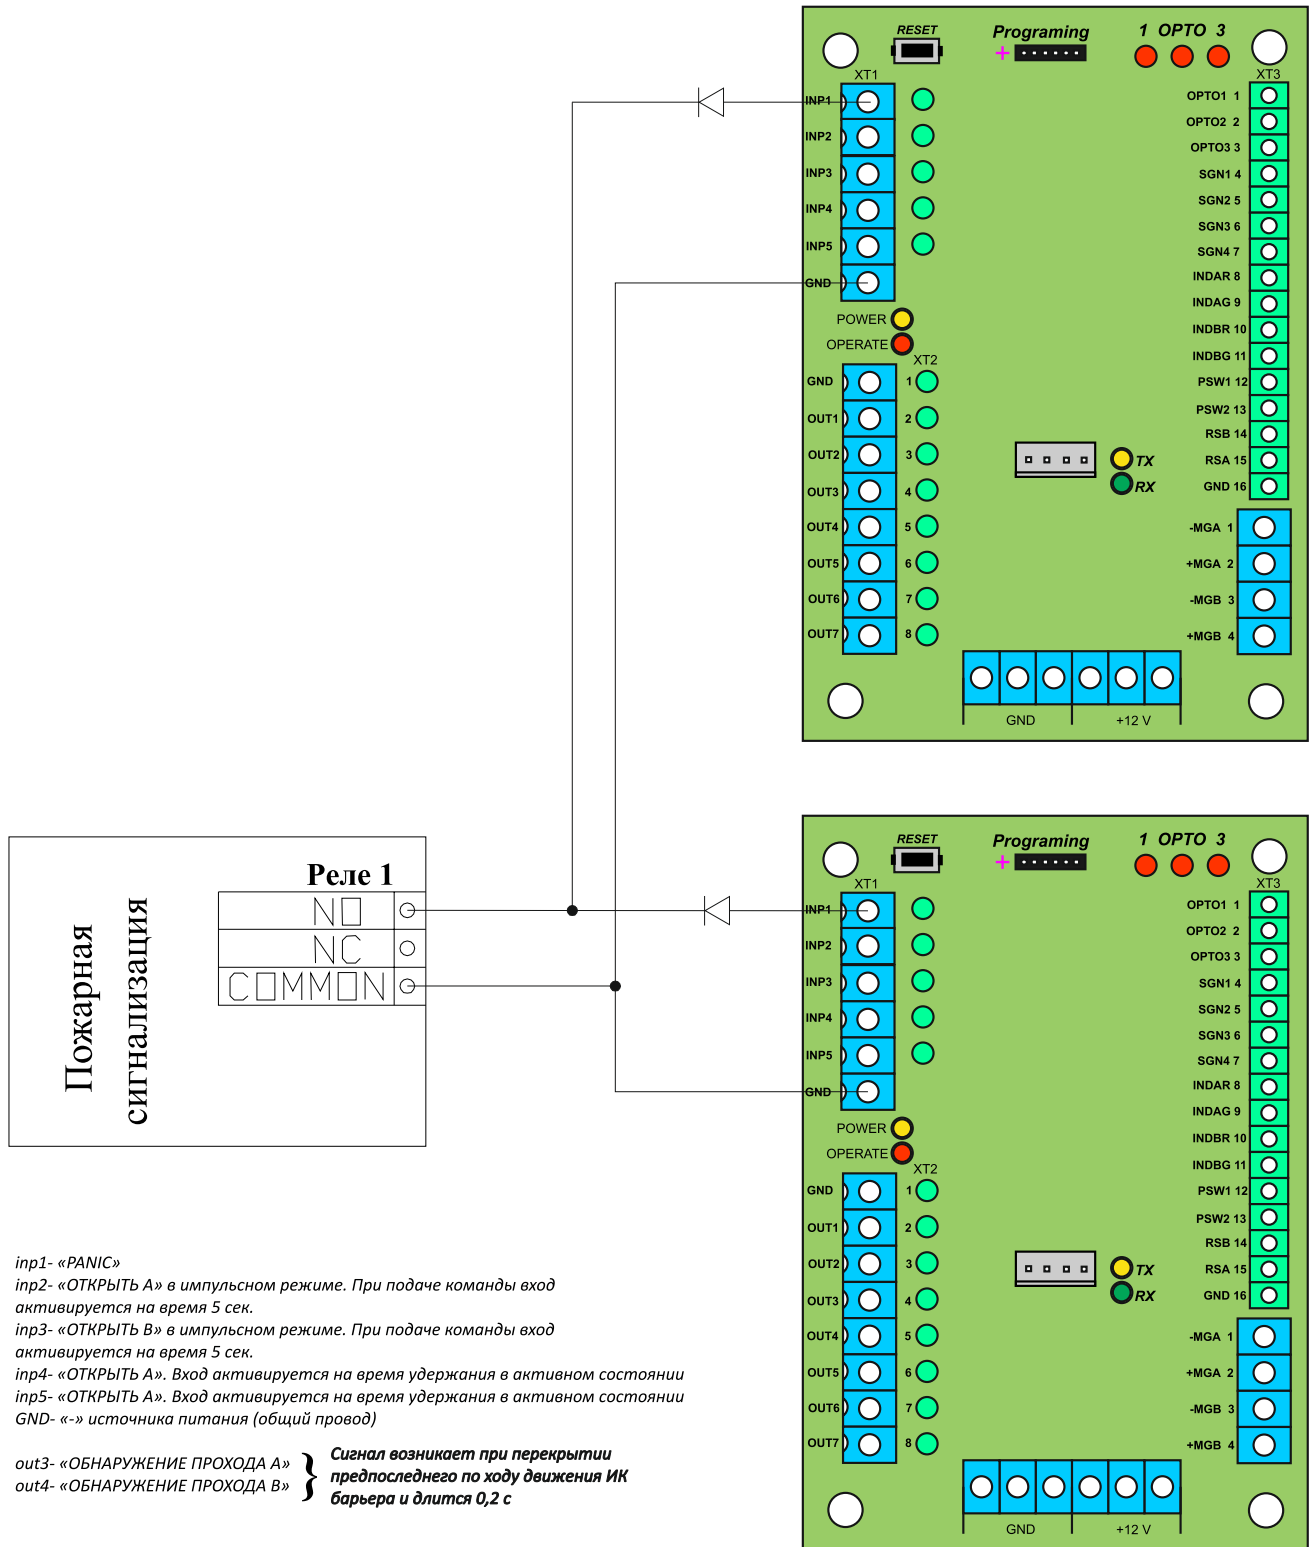 RESET
Programing
1 OPTO 3
+
XT1
XT3
INP1
INP2
INP3
INP4
INP5
GND
OPTO1 1
OPTO2 2
OPTO3 3
SGN1 4
SGN2 5
SGN3 6
SGN4 7
INDAR 8
INDAG 9
INDBR 10
INDBG 11
PSW1 12
PSW2 13
RSB 14
RSA 15
GND 16
POWER
OPERATE
XT2
GND 1
OUT1 2
OUT2 3
OUT3 4
OUT4 5
OUT5 6
OUT6 7
OUT7 8
TX
RX
-MGA 1
+MGA 2
-MGB 3
+MGB 4
GND
+12 V
Пожарная
сигнализация
Реле 1
NO
NC
COMMON
RESET
Programing
1 OPTO 3
+
XT1
XT3
INP1
INP2
INP3
INP4
INP5
GND
OPTO1 1
OPTO2 2
OPTO3 3
SGN1 4
SGN2 5
SGN3 6
SGN4 7
INDAR 8
INDAG 9
INDBR 10
INDBG 11
PSW1 12
PSW2 13
RSB 14
RSA 15
GND 16
POWER
OPERATE
XT2
GND 1
OUT1 2
OUT2 3
OUT3 4
OUT4 5
OUT5 6
OUT6 7
OUT7 8
TX
RX
-MGA 1
+MGA 2
-MGB 3
+MGB 4
GND
+12 V
inp1- «PANIC»
inp2- «ОТКРЫТЬ А» в импульсном режиме. При подаче команды вход
активируется на время 5 сек.
inp3- «ОТКРЫТЬ В» в импульсном режиме. При подаче команды вход
активируется на время 5 сек.
inp4- «ОТКРЫТЬ А». Вход активируется на время удержания в активном состоянии
inp5- «ОТКРЫТЬ А». Вход активируется на время удержания в активном состоянии
GND- «-» источника питания (общий провод)
out3- «ОБНАРУЖЕНИЕ ПРОХОДА А»
out4- «ОБНАРУЖЕНИЕ ПРОХОДА В»
}
Сигнал возникает при перекрытии
предпоследнего по ходу движения ИК
барьера и длится 0,2 с